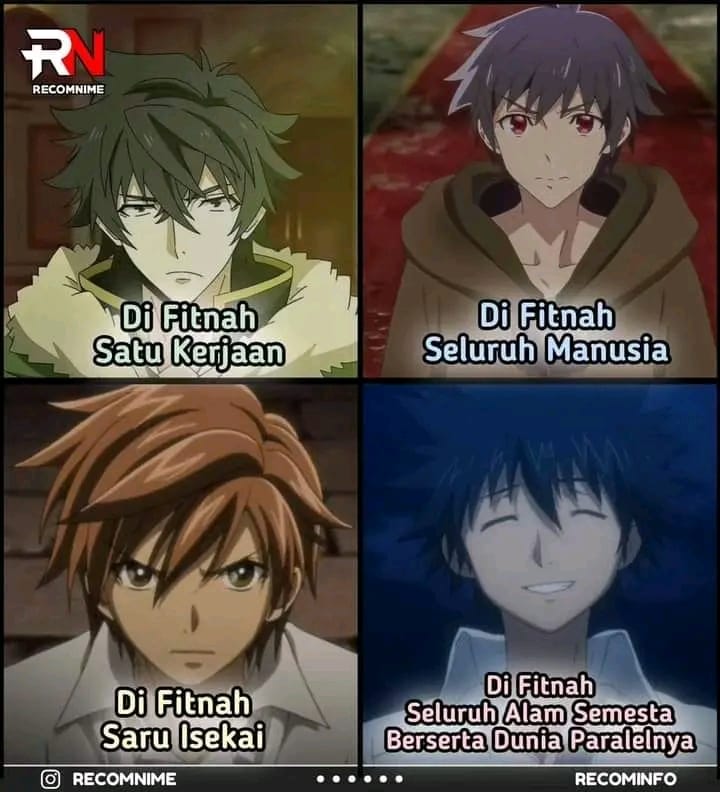 RN
RECOMNIME
Di Fitnah
Satu Kerjaan
Di Fitnah
Seluruh Manusia
Di Fitnah
Saru Isekai
Di Fitnah
Seluruh Alam Semesta
Berserta Dunia Paralelnya
RECOMNIME
RECOMINFO